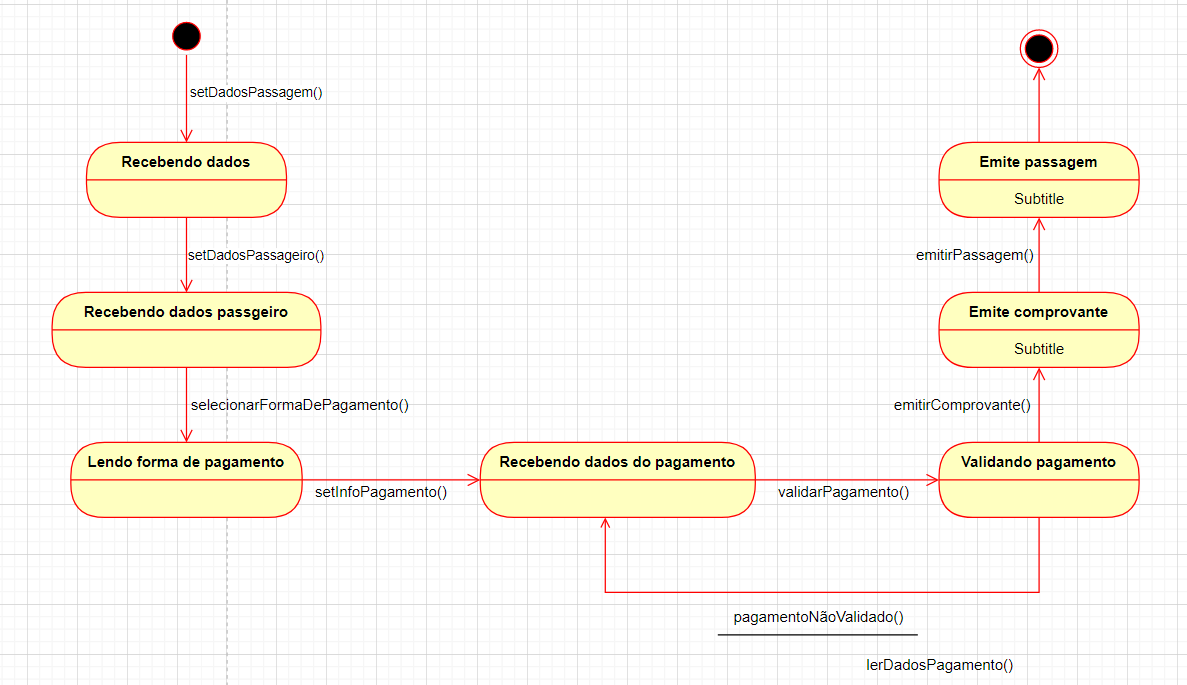 setDadosPassagem()
Recebendo dados
setDadosPassageiro()
Recebendo dados passgeiro
selecionarFormaDePagamento()
Lendo forma de pagamento
setInfoPagamento()
Recebendo dados do pagamento
validarPagamento()
Validando pagamento
pagamentoNãoValidado()
lerDadosPagamento()
emitirComprovante()
Emite comprovante
Subtitle
emitirPassagem()
Emite passagem
Subtitle